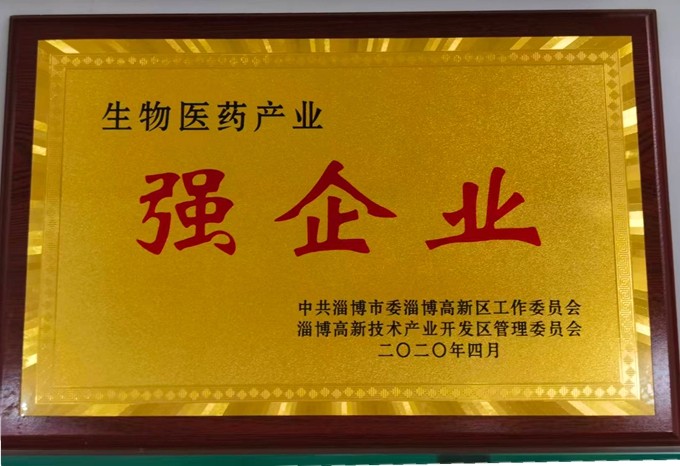 生物医药产业
强企业
中共淄博市委淄博高新区工作委员会
淄博高新技术产业开发区管理委员会
二〇二〇年四月